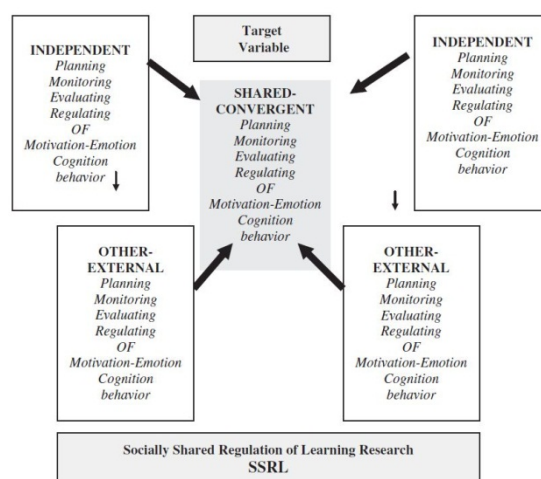 Target
Variable
INDEPENDENT
Planning
Monitoring
Evaluating
Regulating
OF
Motivation-Emotion
Cognition
behavior
SHARED-
CONVERGENT
Planning
Monitoring
Evaluating
Regulating
OF
Motivation-Emotion
Cognition
behavior
INDEPENDENT
Planning
Monitoring
Evaluating
Regulating
OF
Motivation-Emotion
Cognition
behavior
OTHER-
EXTERNAL
Planning
Monitoring
Evaluating
Regulating
OF
Motivation-Emotion
Cognition
behavior
OTHER-
EXTERNAL
Planning
Monitoring
Evaluating
Regulating
OF
Motivation-Emotion
Cognition
behavior
Socially Shared Regulation of Learning Research
SSRL